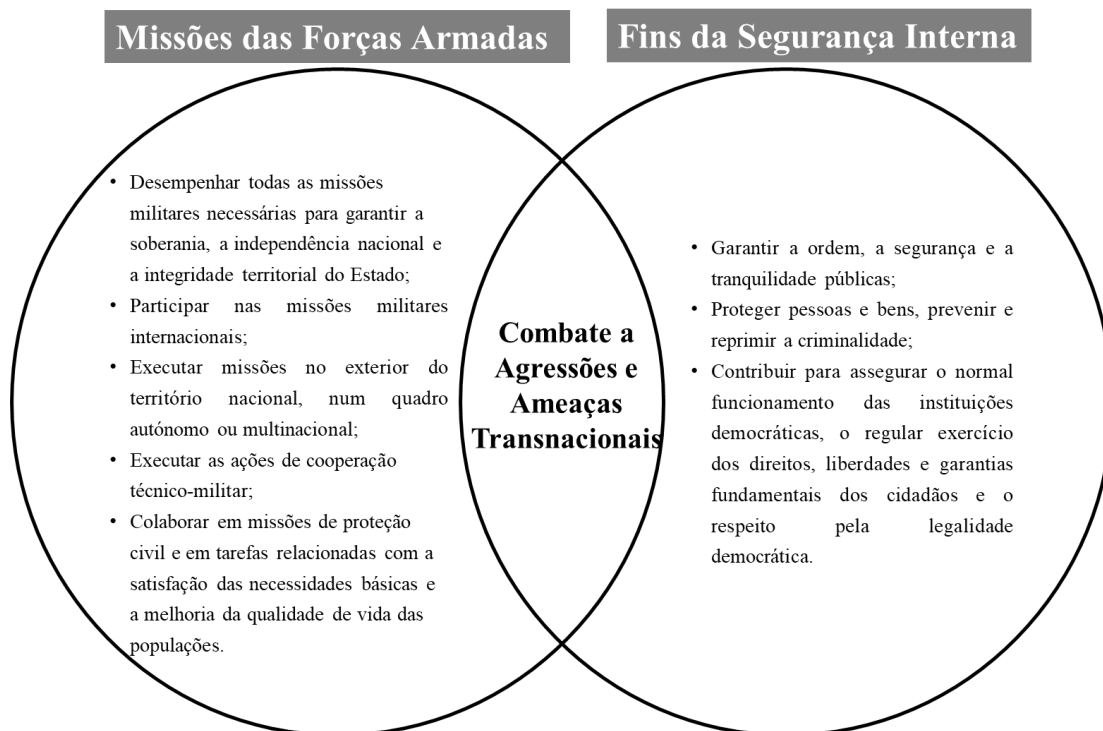 Missões das Forças Armadas
Fins da Segurança Interna
• Desempenhar todas as missões
militares necessárias para garantir a
soberania, a independência nacional e
a integridade territorial do Estado;
• Participar nas missões militares
internacionais;
• Executar missões no exterior do
território nacional, num quadro
autónomo ou multinacional;
• Executar as ações de cooperação
técnico-militar;
• Colaborar em missões de proteção
civil e em tarefas relacionadas com a
satisfação das necessidades básicas e
a melhoria da qualidade de vida das
populações.
Combate a
Agressões e
Ameaças
Transnacionais
• Garantir a ordem, a segurança e a
tranquilidade públicas;
• Proteger pessoas e bens, prevenir e
reprimir a criminalidade;
• Contribuir para assegurar o normal
funcionamento das instituições
democráticas, o regular exercício
dos direitos, liberdades e garantias
fundamentais dos cidadãos e o
respeito pela legalidade
democrática.